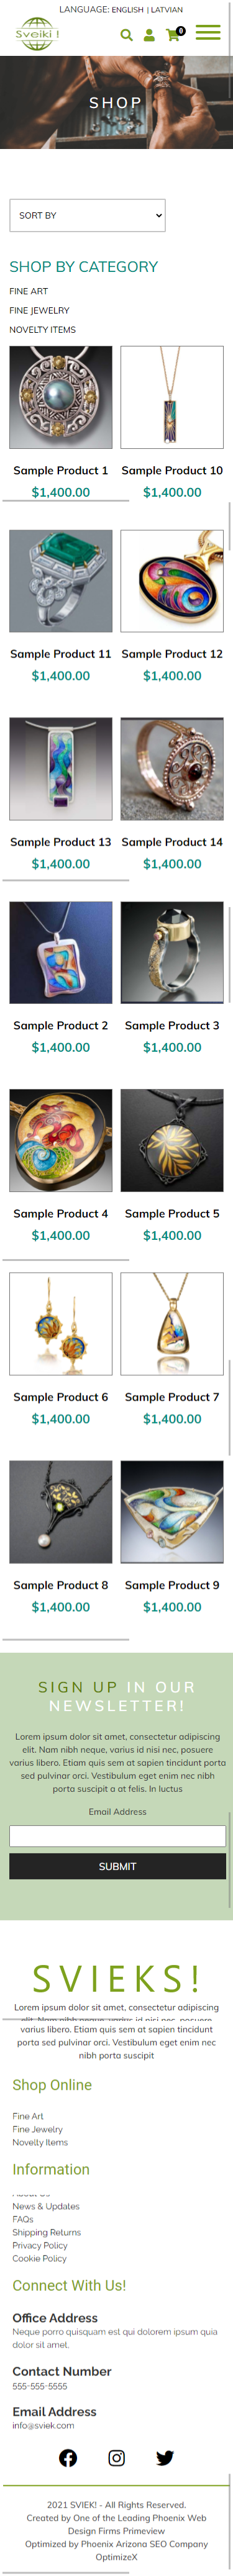 LANGUAGE: ENGLISH | LATVIAN
Sveiki !
0
SHOP
SORT BY
SHOP BY CATEGORY
FINE ART
FINE JEWELRY
NOVELTY ITEMS
Sample Product 1 Sample Product 10
$1,400.00 $1,400.00
Sample Product 11 Sample Product 12
$1,400.00 $1,400.00
Sample Product 13 Sample Product 14
$1,400.00 $1,400.00
Sample Product 2 Sample Product 3
$1,400.00 $1,400.00
Sample Product 4 Sample Product 5
$1,400.00 $1,400.00
Sample Product 6 Sample Product 7
$1,400.00 $1,400.00
Sample Product 8 Sample Product 9
$1,400.00 $1,400.00
SIGN UP IN OUR
NEWSLETTER!
Lorem ipsum dolor sit amet, consectetur adipiscing
elit. Nam nibh neque, varius id nisi nec, posuere
varius libero. Etiam quis sem at sapien tincidunt porta
sed pulvinar orci. Vestibulum eget enim nec nibh
porta suscipit a at felis. In luctus
Email Address
SUBMIT
SVIEKS!
Lorem ipsum dolor sit amet, consectetur adipiscing
varius libero. Etiam quis sem at sapien tincidunt
porta sed pulvinar orci. Vestibulum eget enim nec
nibh porta suscipit
Shop Online
Fine Art
Fine Jewelry
Novelty Items
Information
News & Updates
FAQs
Shipping Returns
Privacy Policy
Cookie Policy
Connect With Us!
Office Address
Neque porro quisquam est qui dolorem ipsum quia
dolor sit amet,
Contact Number
555-555-5555
Email Address
info@sviek.com
2021 SVIEK! - All Rights Reserved,
Created by One of the Leading Phoenix Web
Design Firms Primeview
Optimized by Phoenix Arizona SEO Company
OptimizeX